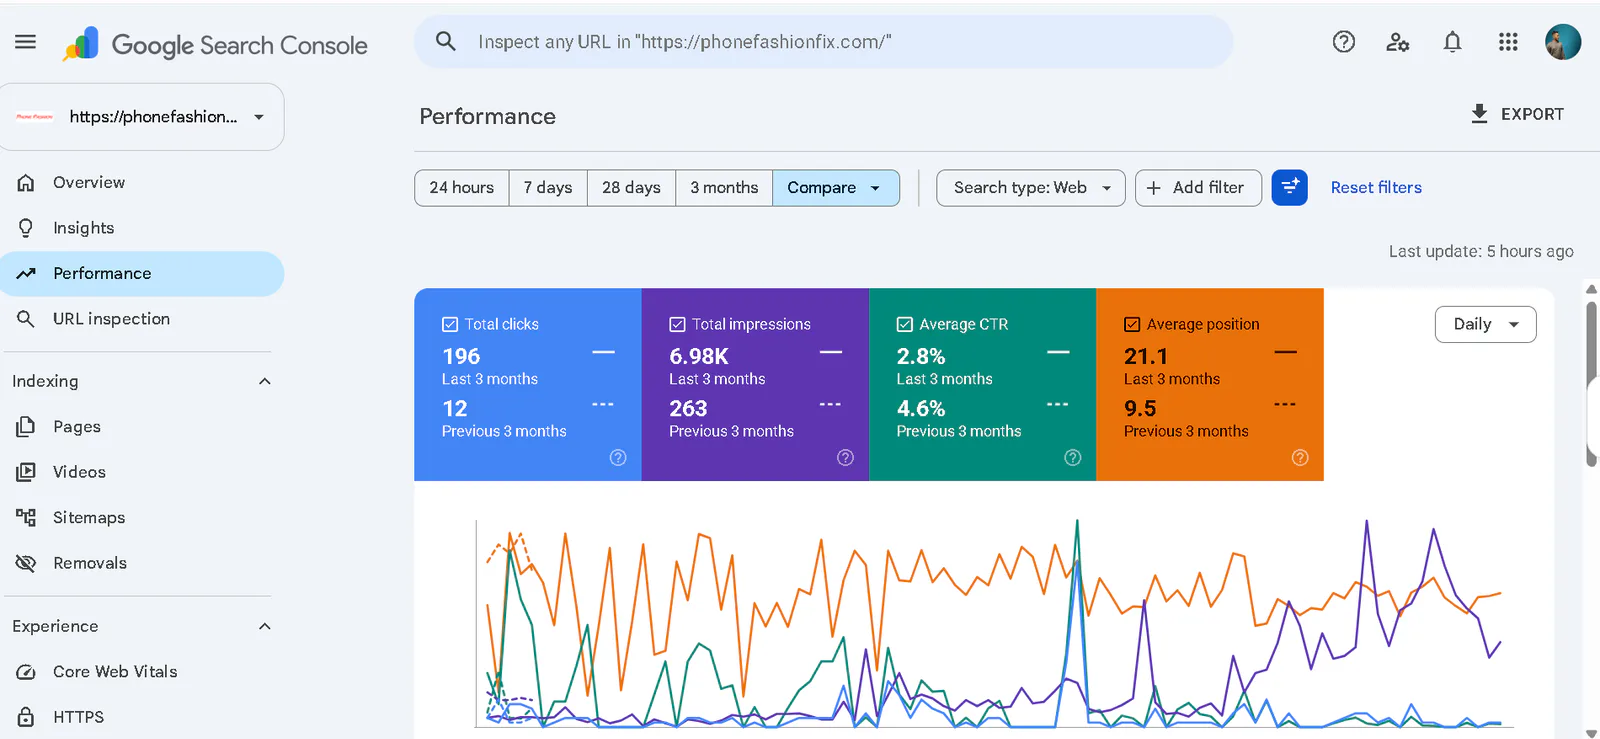 Google Search Console
Inspect any URL in "https://phonefashionfix.com/"
https://phonefashion...
Performance
EXPORT
24 hours
7 days
28 days
3 months
Compare
Search type: Web
Add filter
Reset filters
Last update: 5 hours ago
Overview
Insights
Performance
URL inspection
Indexing
Pages
Videos
Sitemaps
Removals
Experience
Core Web Vitals
HTTPS
Total clicks
196
Last 3 months
12
Previous 3 months
Total impressions
6.98K
Last 3 months
263
Previous 3 months
Average CTR
2.8%
Last 3 months
4.6%
Previous 3 months
Average position
21.1
Last 3 months
9.5
Previous 3 months
Daily